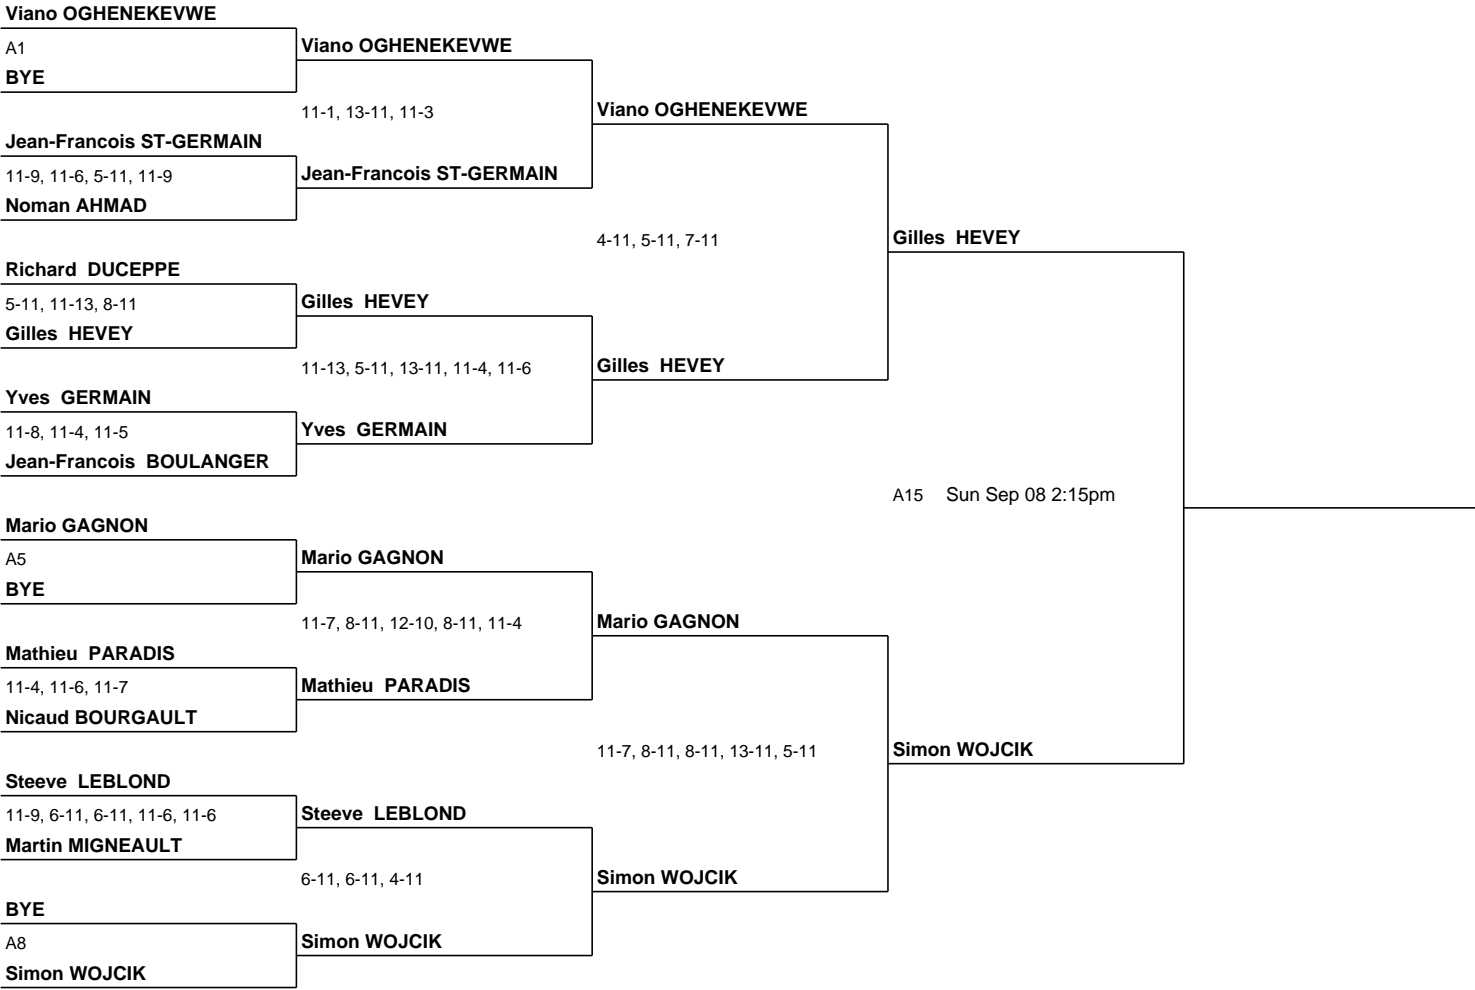 Viano OGHENEKEVWE
A1
BYE
Viano OGHENEKEVWE
11-1, 13-11, 11-3
Jean-Francois ST-GERMAIN
11-9, 11-6, 5-11, 11-9
Noman AHMAD
Jean-Francois ST-GERMAIN
Viano OGHENEKEVWE
4-11, 5-11, 7-11
Richard DUCEPPE
5-11, 11-13, 8-11
Gilles HEVEY
Gilles HEVEY
11-13, 5-11, 13-11, 11-4, 11-6
Yves GERMAIN
11-8, 11-4, 11-5
Jean-Francois BOULANGER
Yves GERMAIN
Gilles HEVEY
Gilles HEVEY
A15 Sun Sep 08 2:15pm
Mario GAGNON
A5
BYE
Mario GAGNON
11-7, 8-11, 12-10, 8-11, 11-4
Mathieu PARADIS
11-4, 11-6, 11-7
Nicaud BOURGAULT
Mathieu PARADIS
Mario GAGNON
11-7, 8-11, 8-11, 13-11, 5-11
Steeve LEBLOND
11-9, 6-11, 6-11, 11-6, 11-6
Martin MIGNEAULT
Steeve LEBLOND
6-11, 6-11, 4-11
BYE
A8
Simon WOJCIK
Simon WOJCIK
Simon WOJCIK
Simon WOJCIK